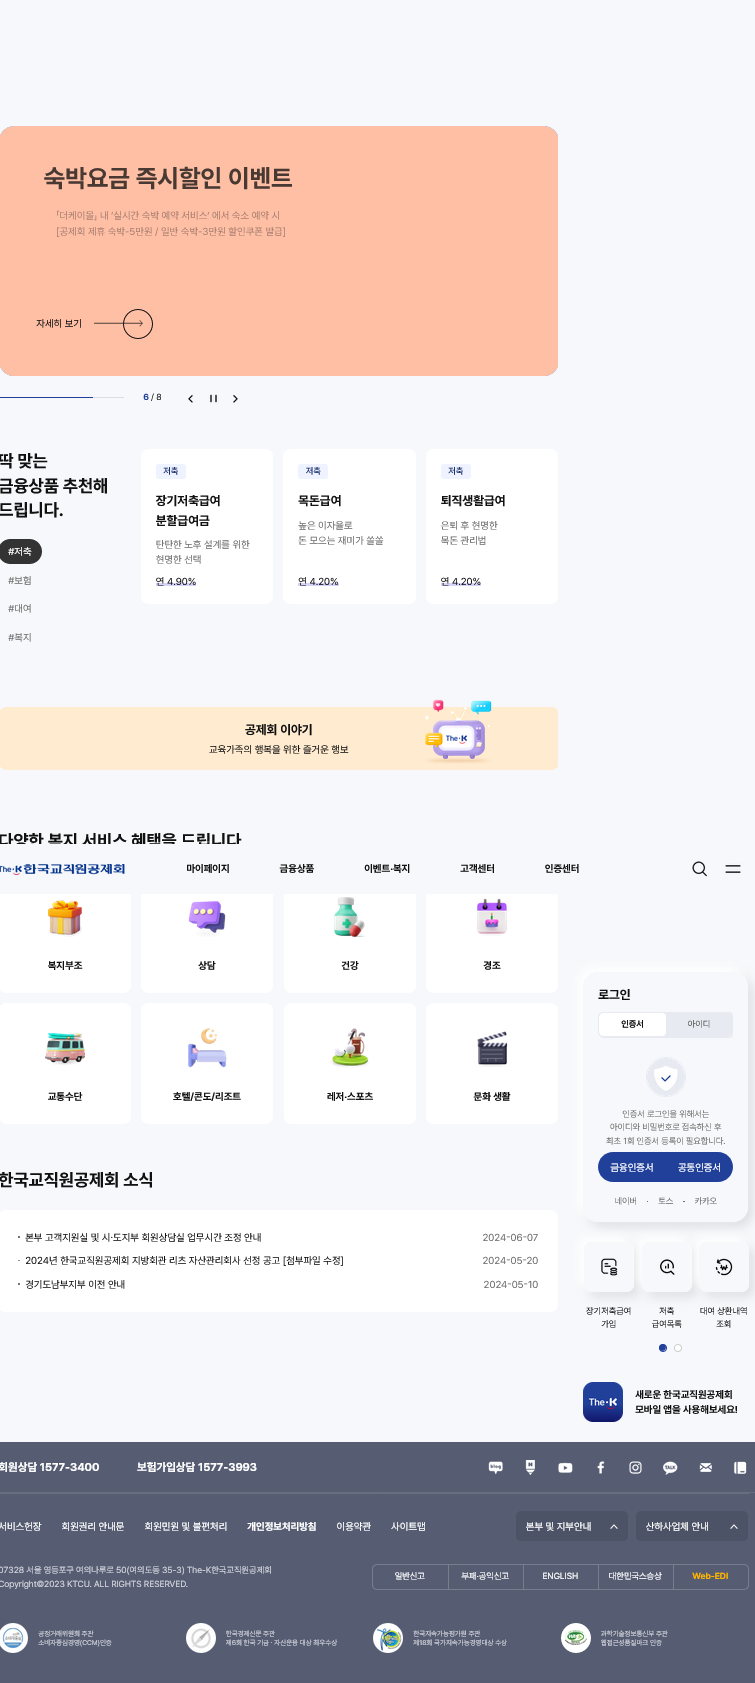 숙박요금 즉시할인 이벤트
「더케이몰」 내 '실시간 숙박 예약 서비스' 에서 숙소 예약 시
[공제회 제휴 숙박-5만원 / 일반 숙박-3만원 할인쿠폰 발급]
자세히 보기
6 / 8
딱 맞는
금융상품 추천해
드립니다.
#저축
#보험
#대여
#복지
저축
장기저축급여
분할급여금
탄탄한 노후 설계를 위한
현명한 선택
연 4.90%
저축
목돈급여
높은 이자율로
돈 모으는 재미가 쏠쏠
연 4.20%
저축
퇴직생활급여
은퇴 후 현명한
목돈 관리법
연 4.20%
공제회 이야기
교육가족의 행복을 위한 즐거운 행보
The-K
다양한 복지 서비스 혜택을 드립니다
The-K 한국교직원공제회
마이페이지
금융상품
이벤트·복지
고객센터
인증센터
복지부조
상담
건강
경조
교통수단
호텔/콘도/리조트
레저·스포츠
문화 생활
로그인
인증서
아이디
인증서 로그인을 위해서는
아이디와 비밀번호로 접속하신 후
최초 1회 인증서 등록이 필요합니다.
금융인증서
공동인증서
네이버 · 토스 · 카카오
한국교직원공제회 소식
· 본부 고객지원실 및 시·도지부 회원상담실 업무시간 조정 안내 2024-06-07
· 2024년 한국교직원공제회 지방회관 리츠 자산관리회사 선정 공고 [첨부파일 수정] 2024-05-20
· 경기도남부지부 이전 안내 2024-05-10
장기저축급여
가입
저축
급여목록
대여 상환내역
조회
The-K
새로운 한국교직원공제회
모바일 앱을 사용해보세요!
회원상담 1577-3400
보험가입상담 1577-3993
blog
TALK
서비스헌장
회원권리 안내문
회원민원 및 불편처리
개인정보처리방침
이용약관
사이트맵
본부 및 지부안내
산하사업체 안내
07328 서울 영등포구 여의나루로 50(여의도동 35-3) The-K한국교직원공제회
Copyright©2023 KTCU. ALL RIGHTS RESERVED.
일반신고
부패·공익신고
ENGLISH
대한민국스승상
Web-EDI
공정거래위원회 주관
소비자중심경영(CCM)인증
한국경제신문 주관
제6회 한국 기금·자산운용 대상 최우수상
한국지속가능평가원 주관
제18회 국가지속가능경영대상 수상
과학기술정보통신부 주관
웹접근성품질마크 인증